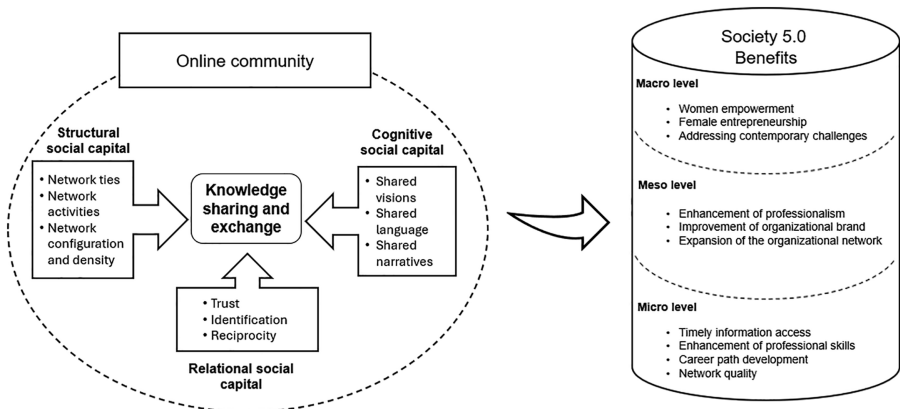 Online community
Structural
social capital
• Network ties
• Network
activities
• Network
configuration
and density
Knowledge
sharing and
exchange
Cognitive
social capital
• Shared
visions
• Shared
language
• Shared
narratives
• Trust
• Identification
• Reciprocity
Relational social
capital
Society 5.0
Benefits
Macro level
• Women empowerment
• Female entrepreneurship
• Addressing contemporary challenges
Meso level
• Enhancement of professionalism
• Improvement of organizational brand
• Expansion of the organizational network
Micro level
• Timely information access
• Enhancement of professional skills
• Career path development
• Network quality